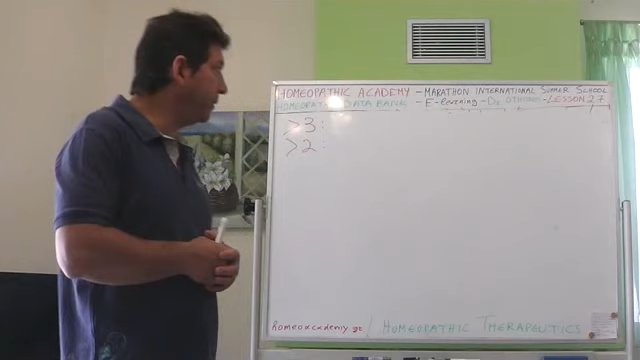 HOMEOPATHIC ACADEMY - MARATHON INTERNATIONAL SUMMER SCHOOL
HOMEOPATHIC DATA BANK - E-Learning - Dr OTHONOS - LESSON 27
>3:
>2:
homeoacademy.gr / HOMEOPATHIC THERAPEUTICS